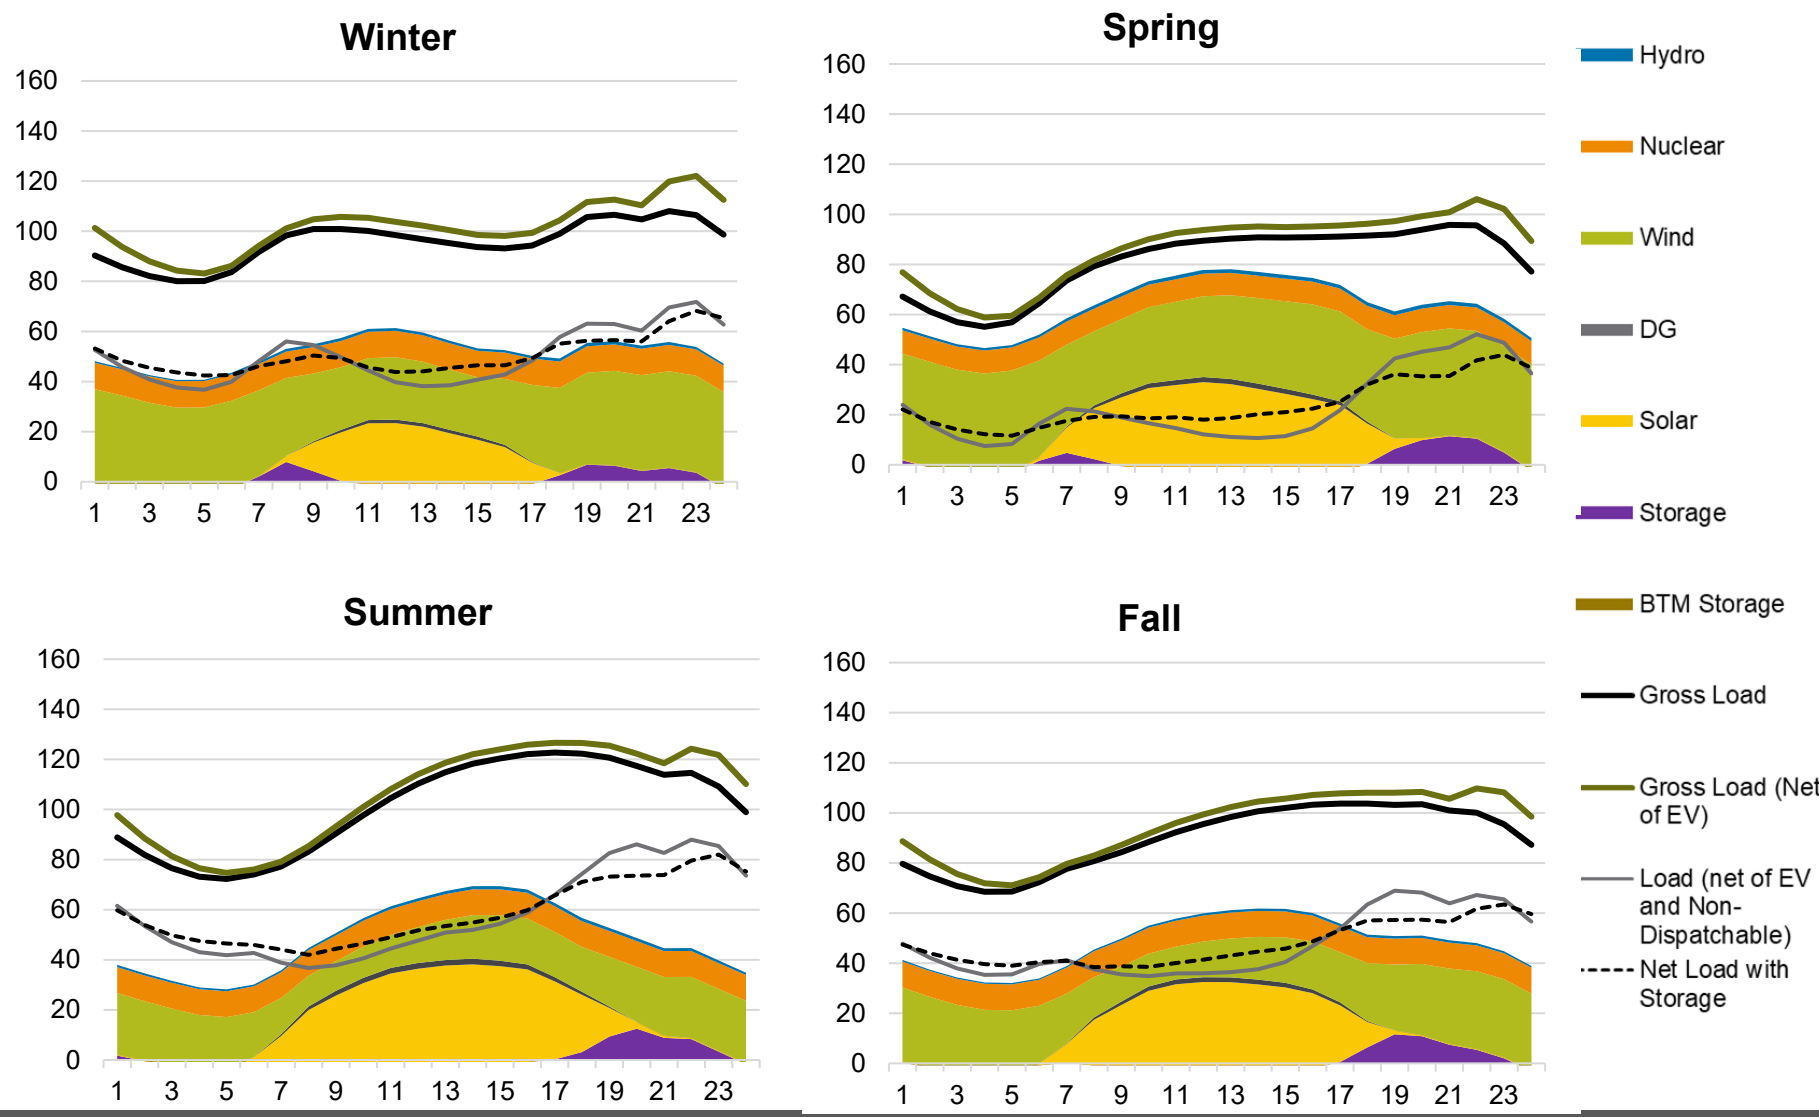 Winter
160
140
120
100
80
60
40
20
0
1 3 5 7 9 11 13 15 17 19 21 23
Spring
160
140
120
100
80
60
40
20
0
1 3 5 7 9 11 13 15 17 19 21 23
Summer
160
140
120
100
80
60
40
20
0
1 3 5 7 9 11 13 15 17 19 21 23
Fall
160
140
120
100
80
60
40
20
0
1 3 5 7 9 11 13 15 17 19 21 23
Hydro
Nuclear
Wind
DG
Solar
Storage
BTM Storage
Gross Load
Gross Load (Net
of EV)
Load (net of EV
and Non-
Dispatchable)
Net Load with
Storage